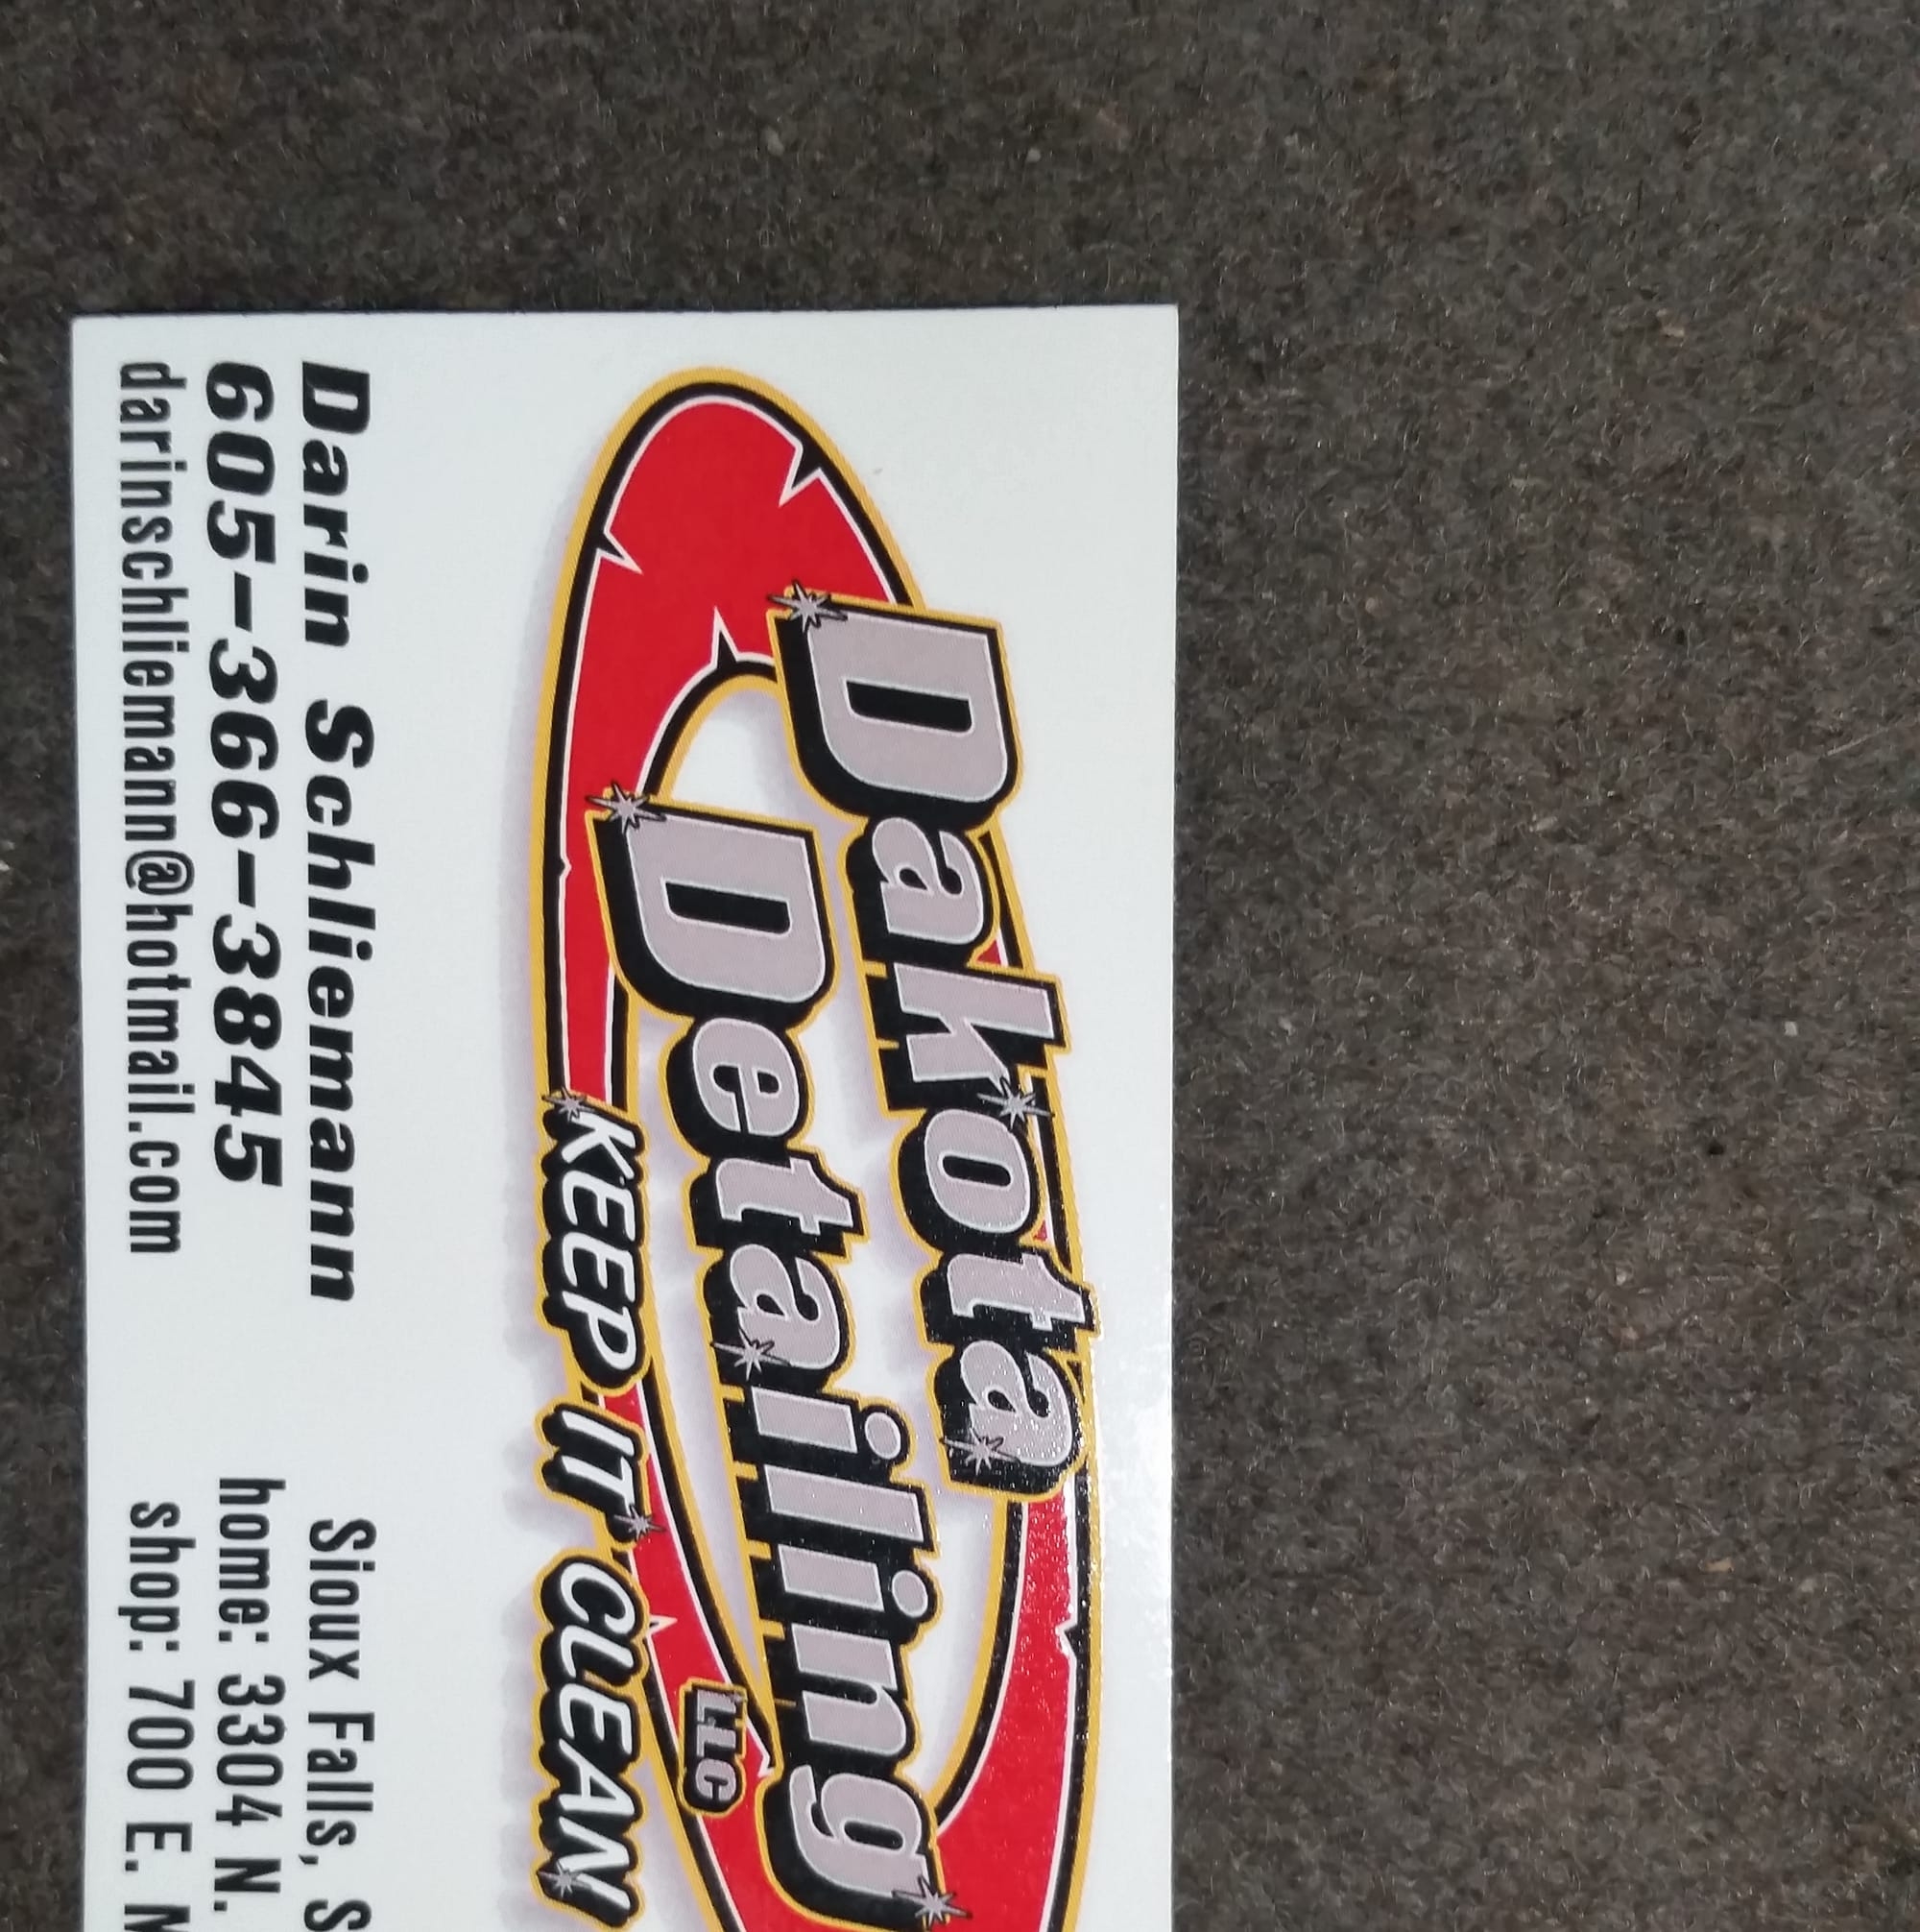 Dakota
Detailing
LLC
KEEP IT CLEAN
Darin Schliemann
605-366-3845
darinschliemann@hotmail.com
Sioux Falls, S
home: 3304 N.
shop: 700 E.